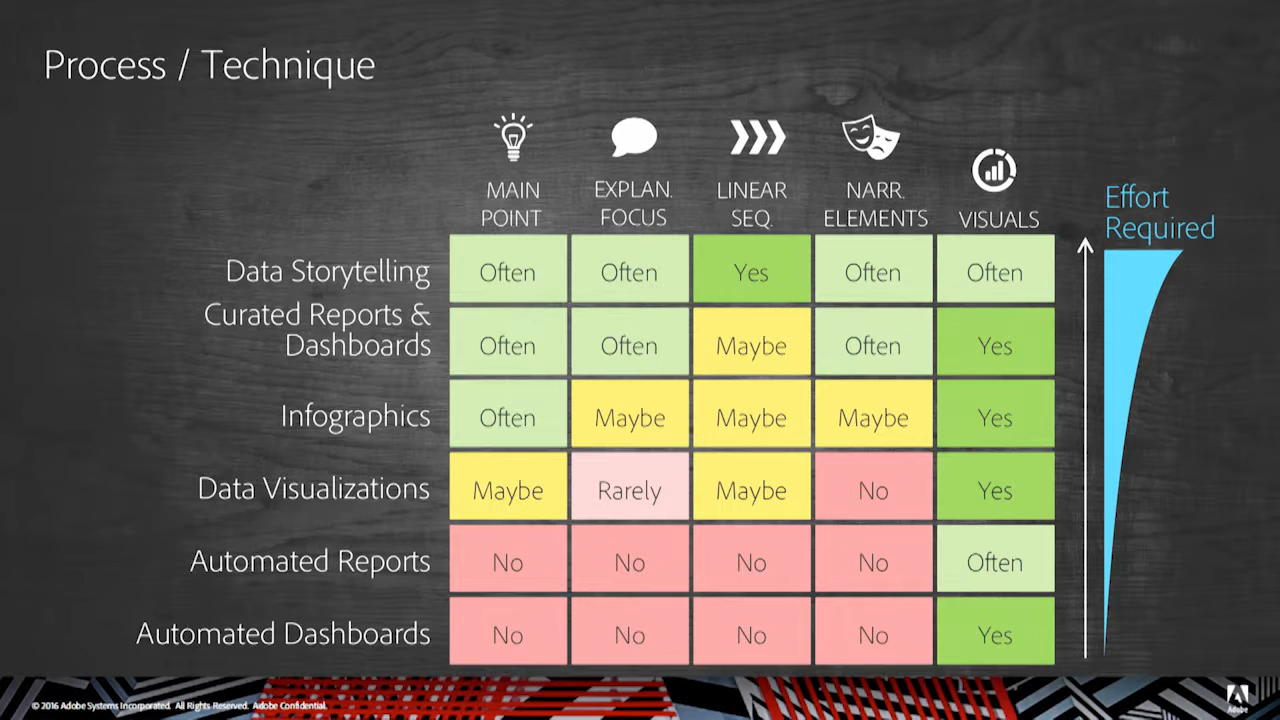 Process / Technique
MAIN
POINT
EXPLAN.
FOCUS
LINEAR
SEQ.
NARR.
ELEMENTS
VISUALS
Effort
Required
Data Storytelling
Often
Often
Yes
Often
Often
Curated Reports &
Dashboards
Often
Often
Maybe
Often
Yes
Infographics
Often
Maybe
Maybe
Maybe
Yes
Data Visualizations
Maybe
Rarely
Maybe
No
Yes
Automated Reports
No
No
No
No
Often
Automated Dashboards
No
No
No
No
Yes
© 2016 Adobe Systems Incorporated. All Rights Reserved. Adobe Confidential.
Adobe